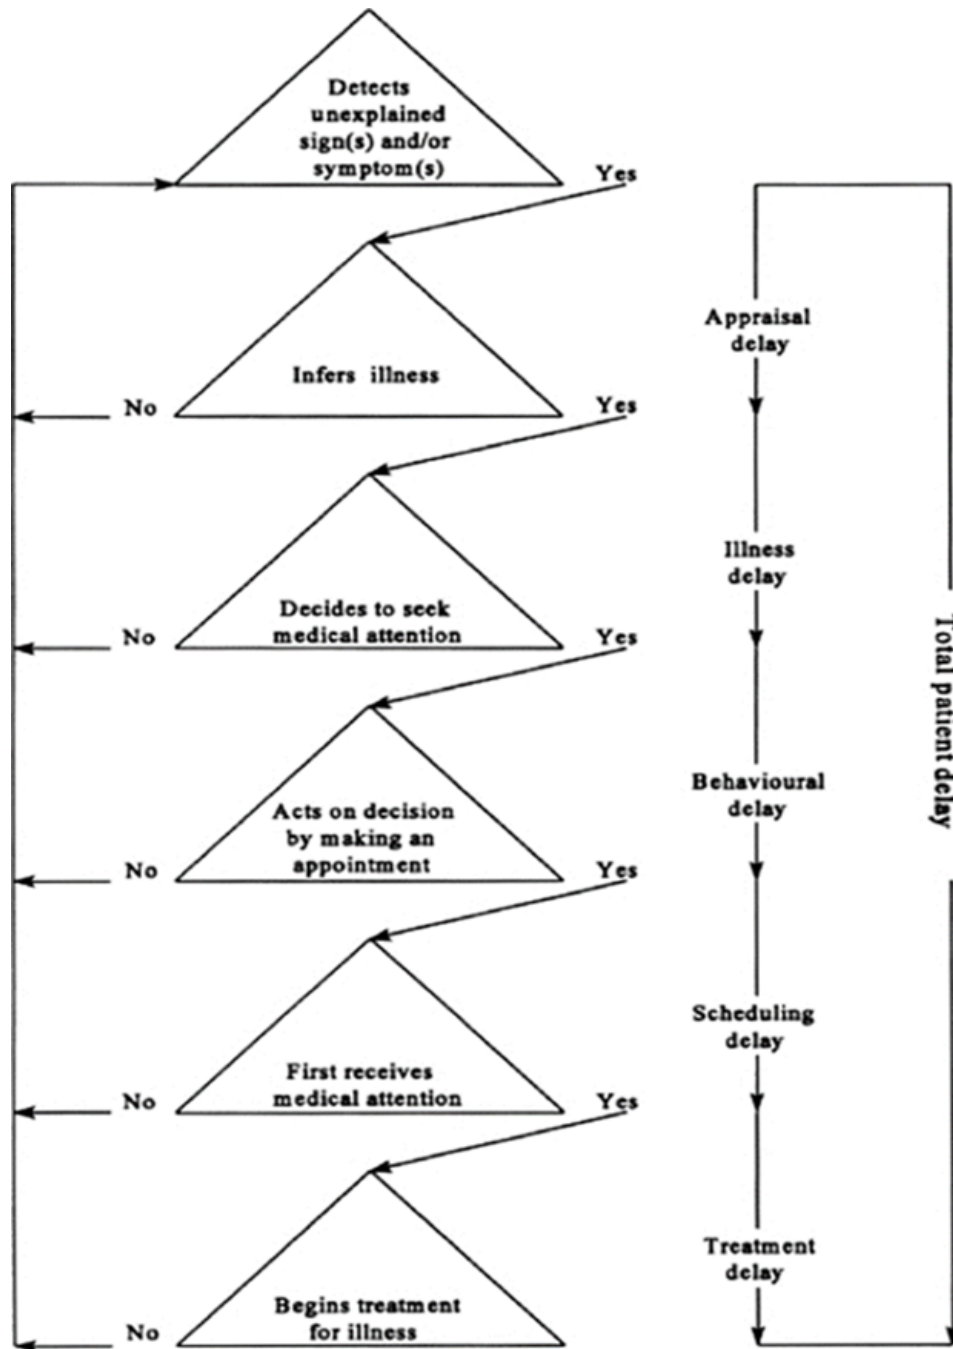 Detects
unexplained
sign(s) and/or
symptom(s)
Yes
Appraisal
delay
Infers illness
No
Yes
Illness
delay
Decides to seek
medical attention
No
Yes
Total patient delay
Behavioural
delay
Acts on decision
by making an
appointment
No
Yes
Scheduling
delay
First receives
medical attention
No
Yes
Treatment
delay
Begins treatment
for illness
No